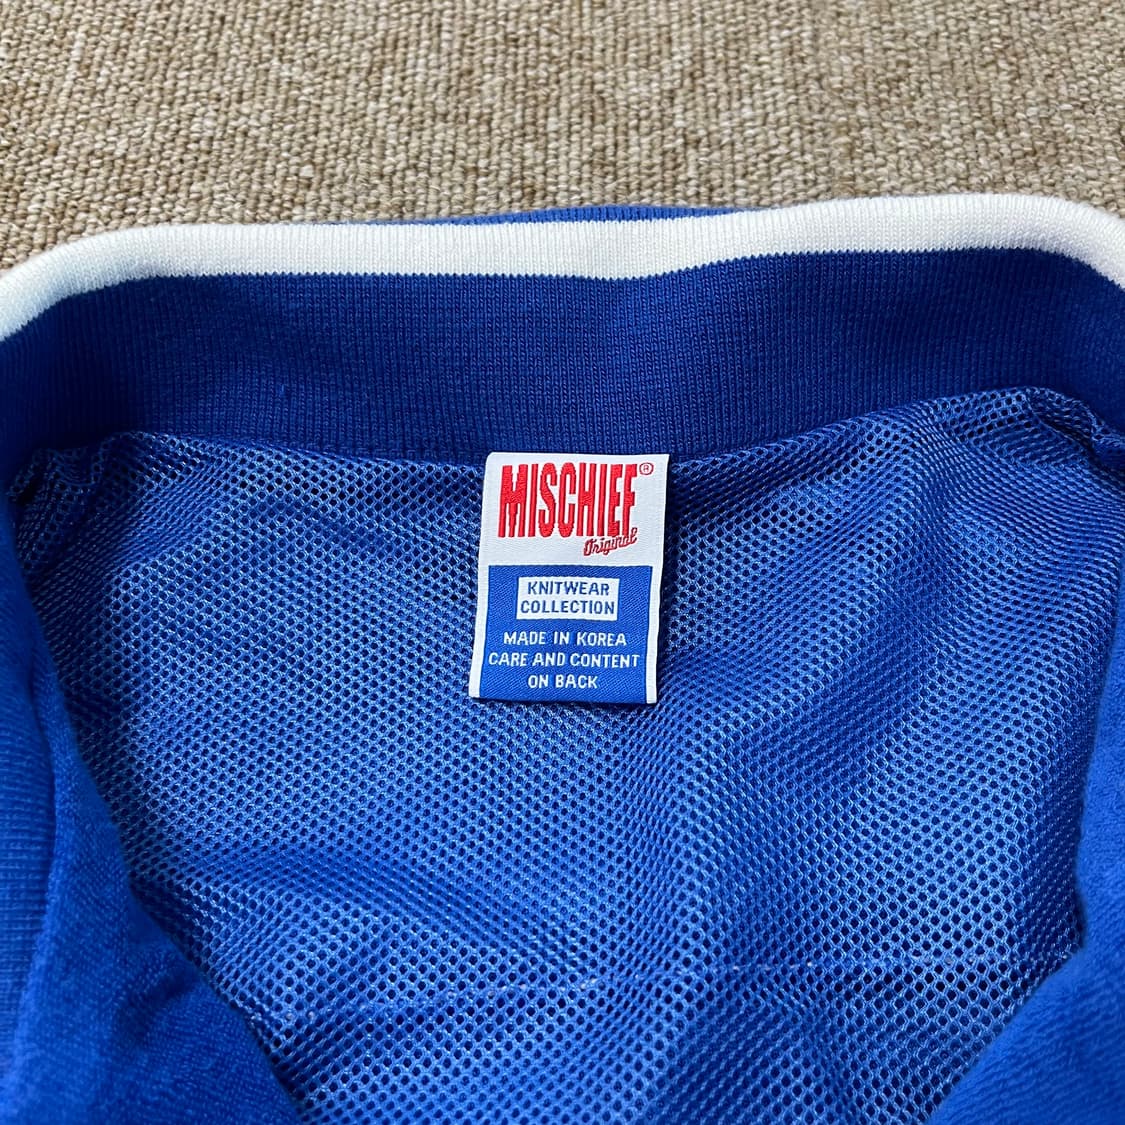 MISCHIEF®
Original
KNITWEAR
COLLECTION
MADE IN KOREA
CARE AND CONTENT
ON BACK